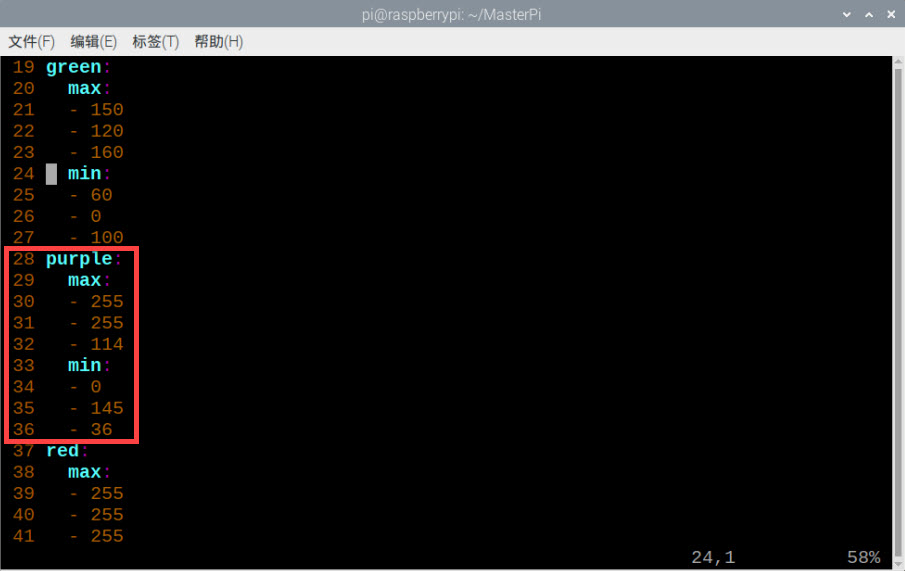 pi@raspberrypi: ~/MasterPi
文件(F) 编辑(E) 标签(T) 帮助(H)
19 green:
20   max:
21   - 150
22   - 120
23   - 160
24   min:
25   - 60
26   - 0
27   - 100
28 purple:
29   max:
30   - 255
31   - 255
32   - 114
33   min:
34   - 0
35   - 145
36   - 36
37 red:
38   max:
39   - 255
40   - 255
41   - 255
24,1 58%